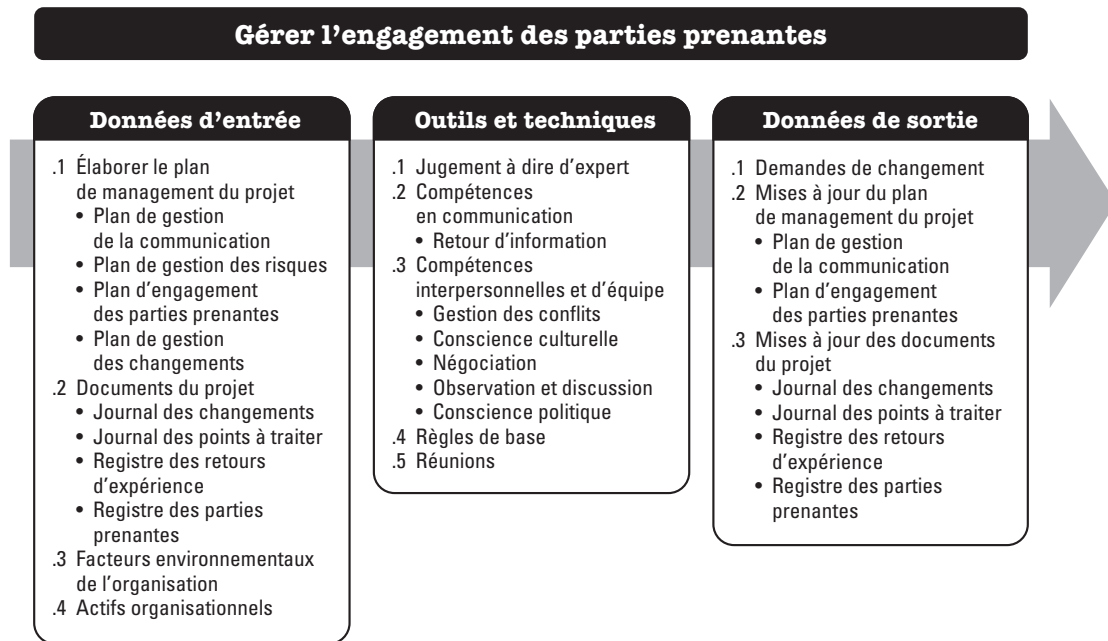 Gérer l’engagement des parties prenantes
Données d’entrée
.1 Élaborer le plan
de management du projet
• Plan de gestion
de la communication
• Plan de gestion des risques
• Plan d’engagement
des parties prenantes
• Plan de gestion
des changements
.2 Documents du projet
• Journal des changements
• Journal des points à traiter
• Registre des retours
d’expérience
• Registre des parties
prenantes
.3 Facteurs environnementaux
de l’organisation
.4 Actifs organisationnels
Outils et techniques
.1 Jugement à dire d’expert
.2 Compétences
en communication
• Retour d’information
.3 Compétences
interpersonnelles et d’équipe
• Gestion des conflits
• Conscience culturelle
• Négociation
• Observation et discussion
• Conscience politique
.4 Règles de base
.5 Réunions
Données de sortie
.1 Demandes de changement
.2 Mises à jour du plan
de management du projet
• Plan de gestion
de la communication
• Plan d’engagement
des parties prenantes
.3 Mises à jour des documents
du projet
• Journal des changements
• Journal des points à traiter
• Registre des retours
d’expérience
• Registre des parties
prenantes